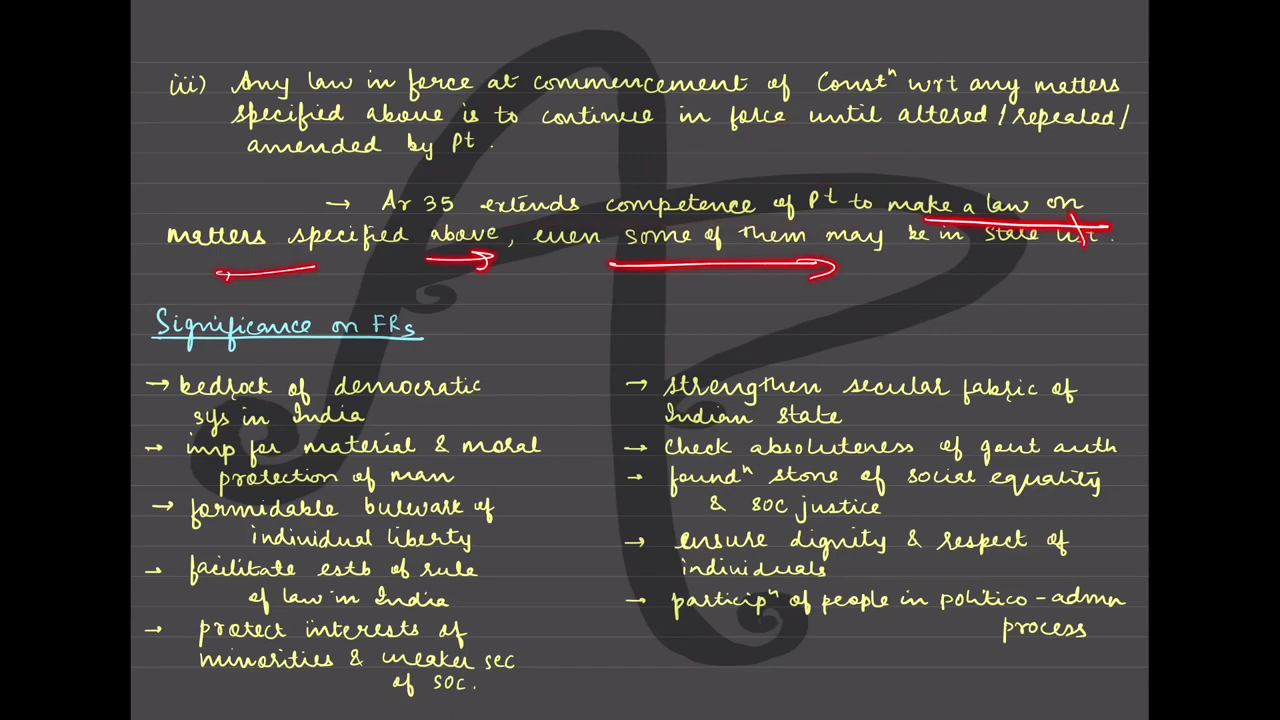 iii) Any law in force at commencement of Constⁿ wrt any matters
specified above is to continue in force until altered / repealed /
amended by Pt.
→ Ar 35 extends competence of Pt to make a law on
matters specified above, even some of them may be in State list.
Significance on FRs
→ bedrock of democratic
sys in India
→ imp for material & moral
protection of man
→ formidable bulwark of
individual liberty
→ facilitate estb of rule
of law in India
→ protect interests of
minorities & weaker sec
of soc.
→ strengthen secular fabric of
Indian state
→ check absoluteness of govt auth
→ foundⁿ stone of social equality
& soc justice
→ ensure dignity & respect of
individuals
→ participⁿ of people in politico-admn
process